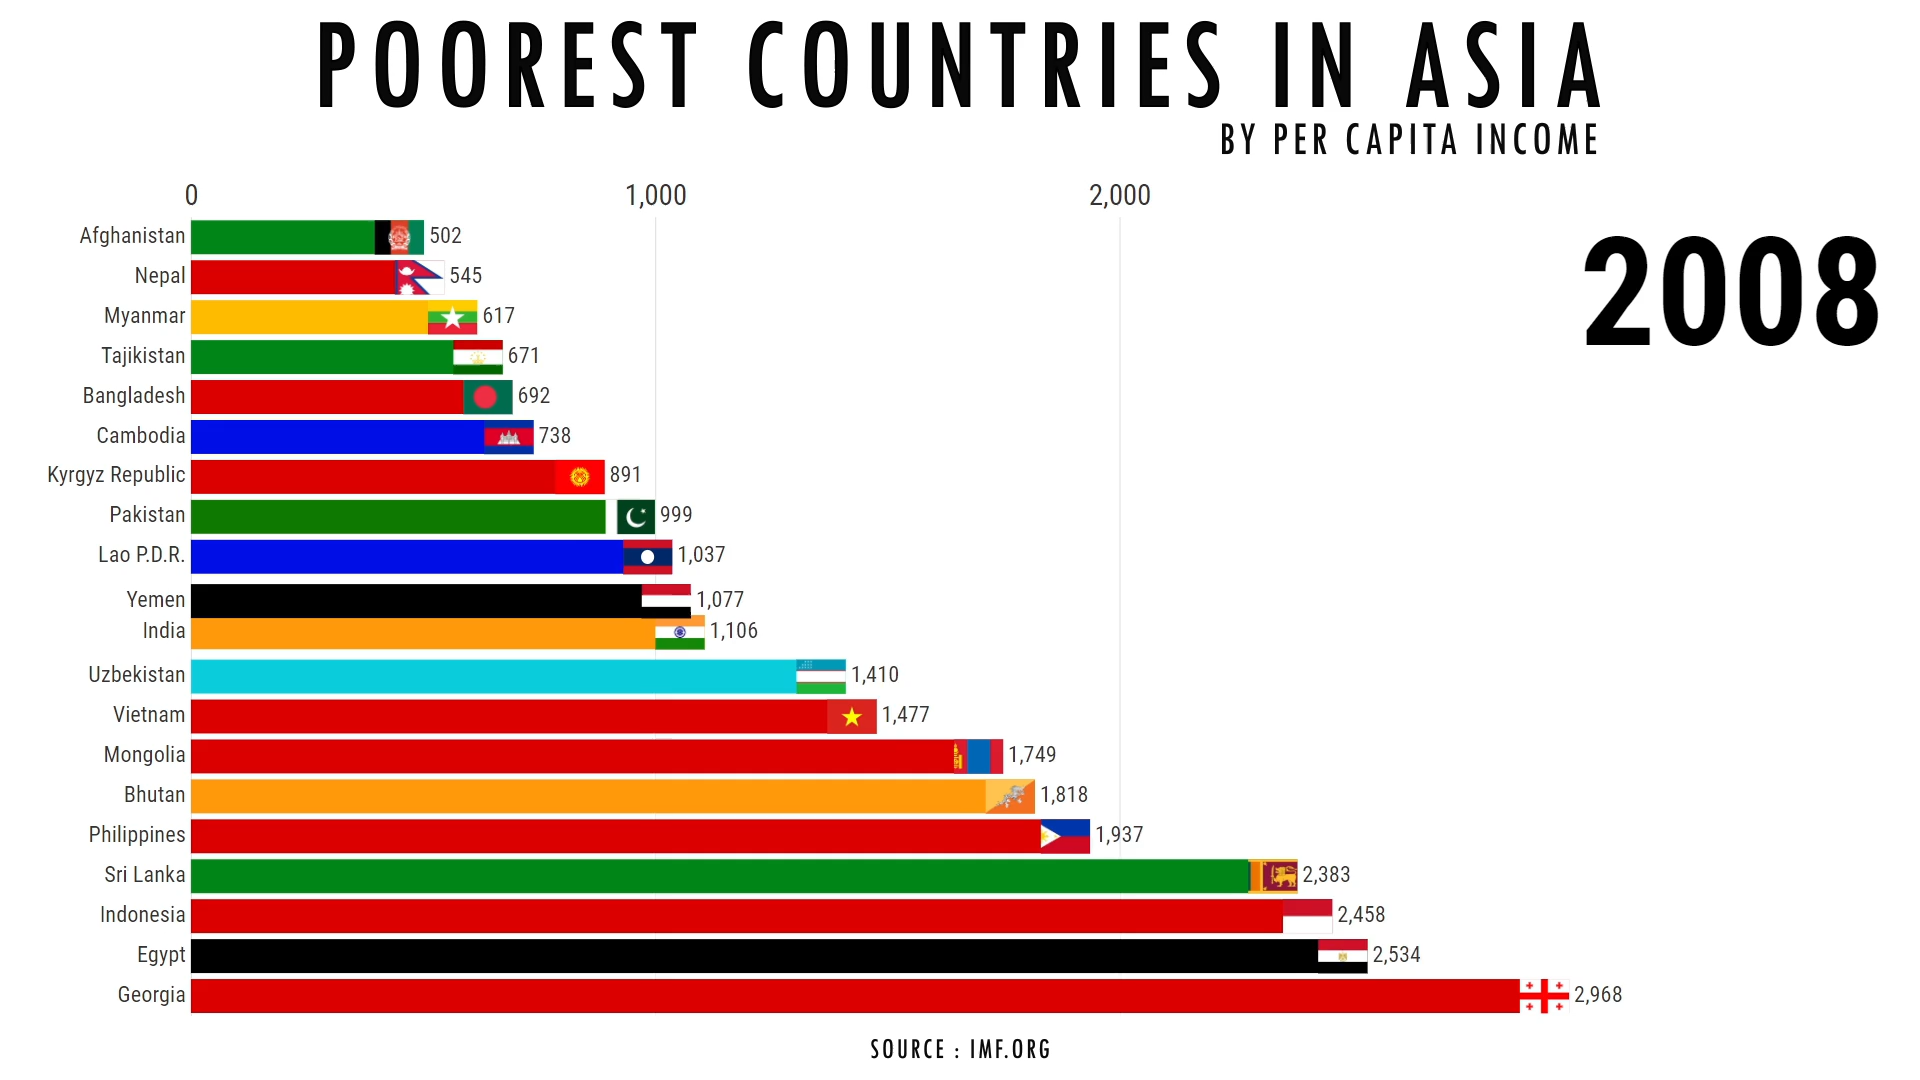 POOREST COUNTRIES IN ASIA
BY PER CAPITA INCOME
0 1,000 2,000
2008
Afghanistan 502
Nepal 545
Myanmar 617
Tajikistan 671
Bangladesh 692
Cambodia 738
Kyrgyz Republic 891
Pakistan 999
Lao P.D.R. 1,037
Yemen 1,077
India 1,106
Uzbekistan 1,410
Vietnam 1,477
Mongolia 1,749
Bhutan 1,818
Philippines 1,937
Sri Lanka 2,383
Indonesia 2,458
Egypt 2,534
Georgia 2,968
SOURCE : IMF.ORG